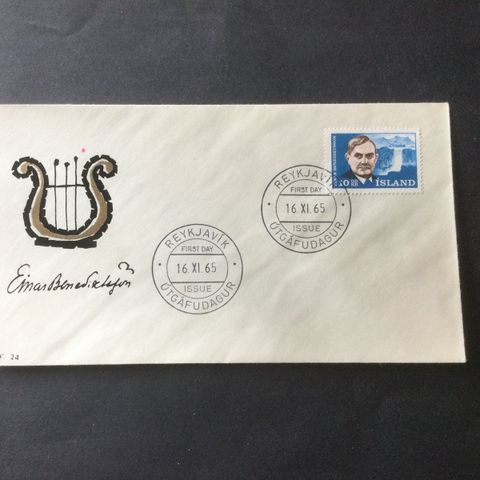 10 KR ÍSLAND
REYKJAVÍK
FIRST DAY
16. XI. 65
ISSUE
ÚTGÁFUDAGUR
REYKJAVÍK
FIRST DAY
16. XI. 65
ISSUE
ÚTGÁFUDAGUR
Einar Benediktsson
F 24